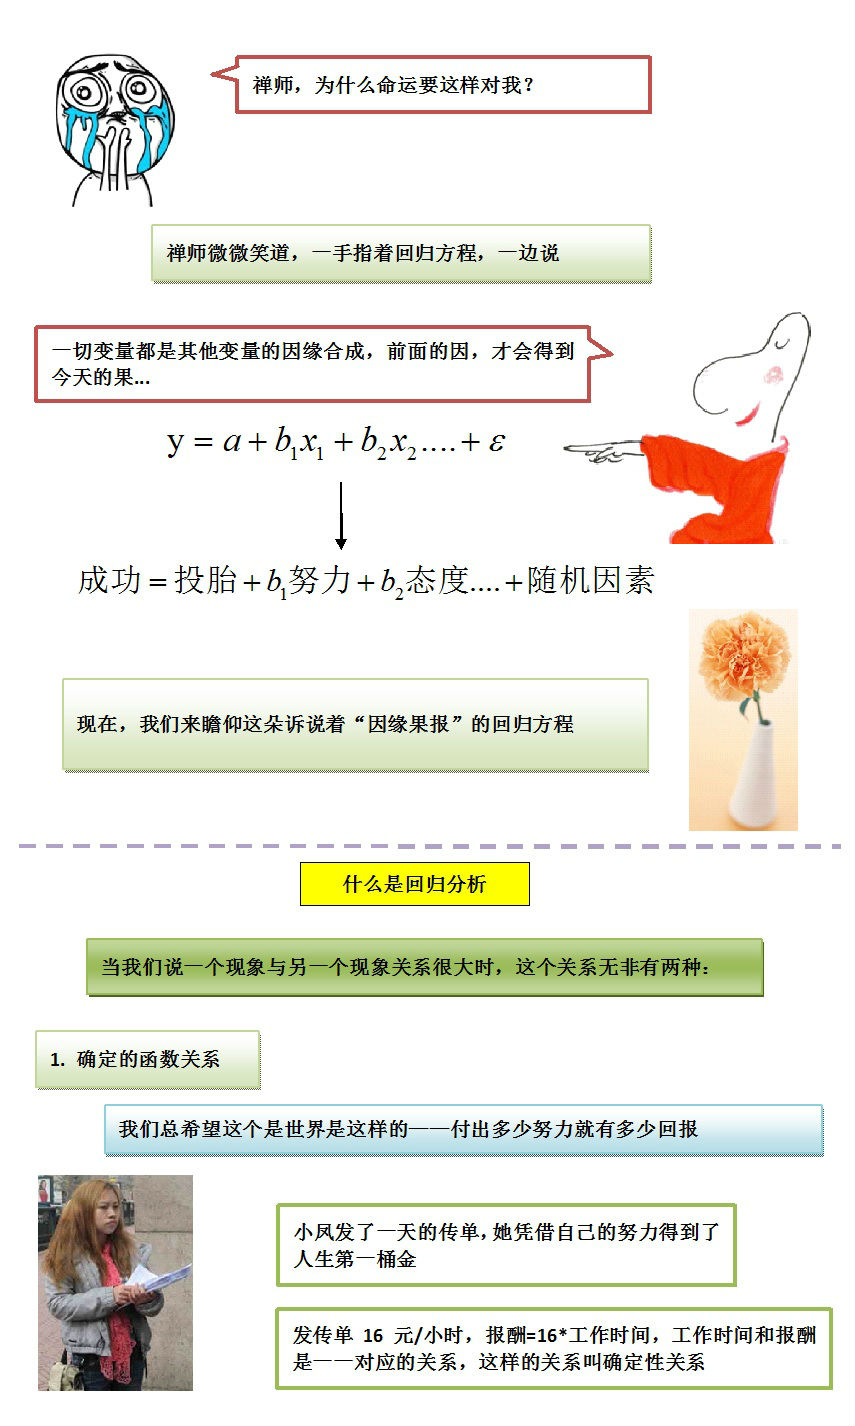 禅师，为什么命运要这样对我？
禅师微微笑道，一手指着回归方程，一边说
一切变量都是其他变量的因缘合成，前面的因，才会得到
今天的果...
y = a + b₁x₁ + b₂x₂.... + ε
成功 = 投胎 + b₁努力 + b₂态度.... + 随机因素
现在，我们来瞻仰这朵诉说着“因缘果报”的回归方程
什么是回归分析
当我们说一个现象与另一个现象关系很大时，这个关系无非有两种：
1. 确定的函数关系
我们总希望这个是世界是这样的——付出多少努力就有多少回报
小凤发了一天的传单，她凭借自己的努力得到了
人生第一桶金
发传单 16 元/小时，报酬=16*工作时间，工作时间和报酬
是一一对应的关系，这样的关系叫确定性关系